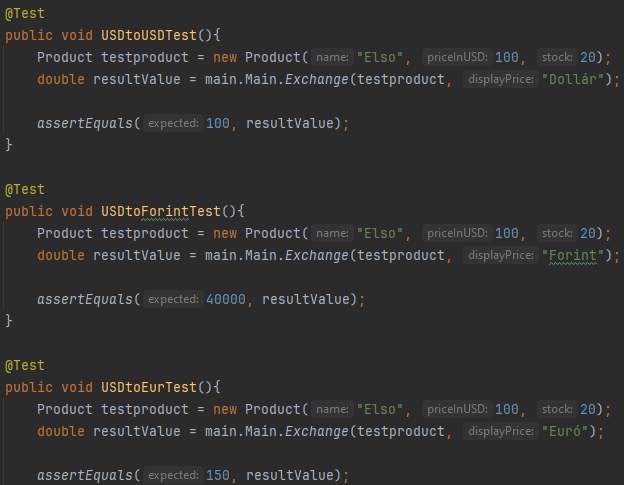 @Test
public void USDtoUSDTest(){
Product testproduct = new Product( name: "Elso", priceInUSD: 100, stock: 20);
double resultValue = main.Main.Exchange(testproduct, displayPrice: "Dollár");
assertEquals( expected: 100, resultValue);
}
@Test
public void USDtoForintTest(){
Product testproduct = new Product( name: "Elso", priceInUSD: 100, stock: 20);
double resultValue = main.Main.Exchange(testproduct, displayPrice: "Forint");
assertEquals( expected: 40000, resultValue);
}
@Test
public void USDtoEurTest(){
Product testproduct = new Product( name: "Elso", priceInUSD: 100, stock: 20);
double resultValue = main.Main.Exchange(testproduct, displayPrice: "Euró");
assertEquals( expected: 150, resultValue);